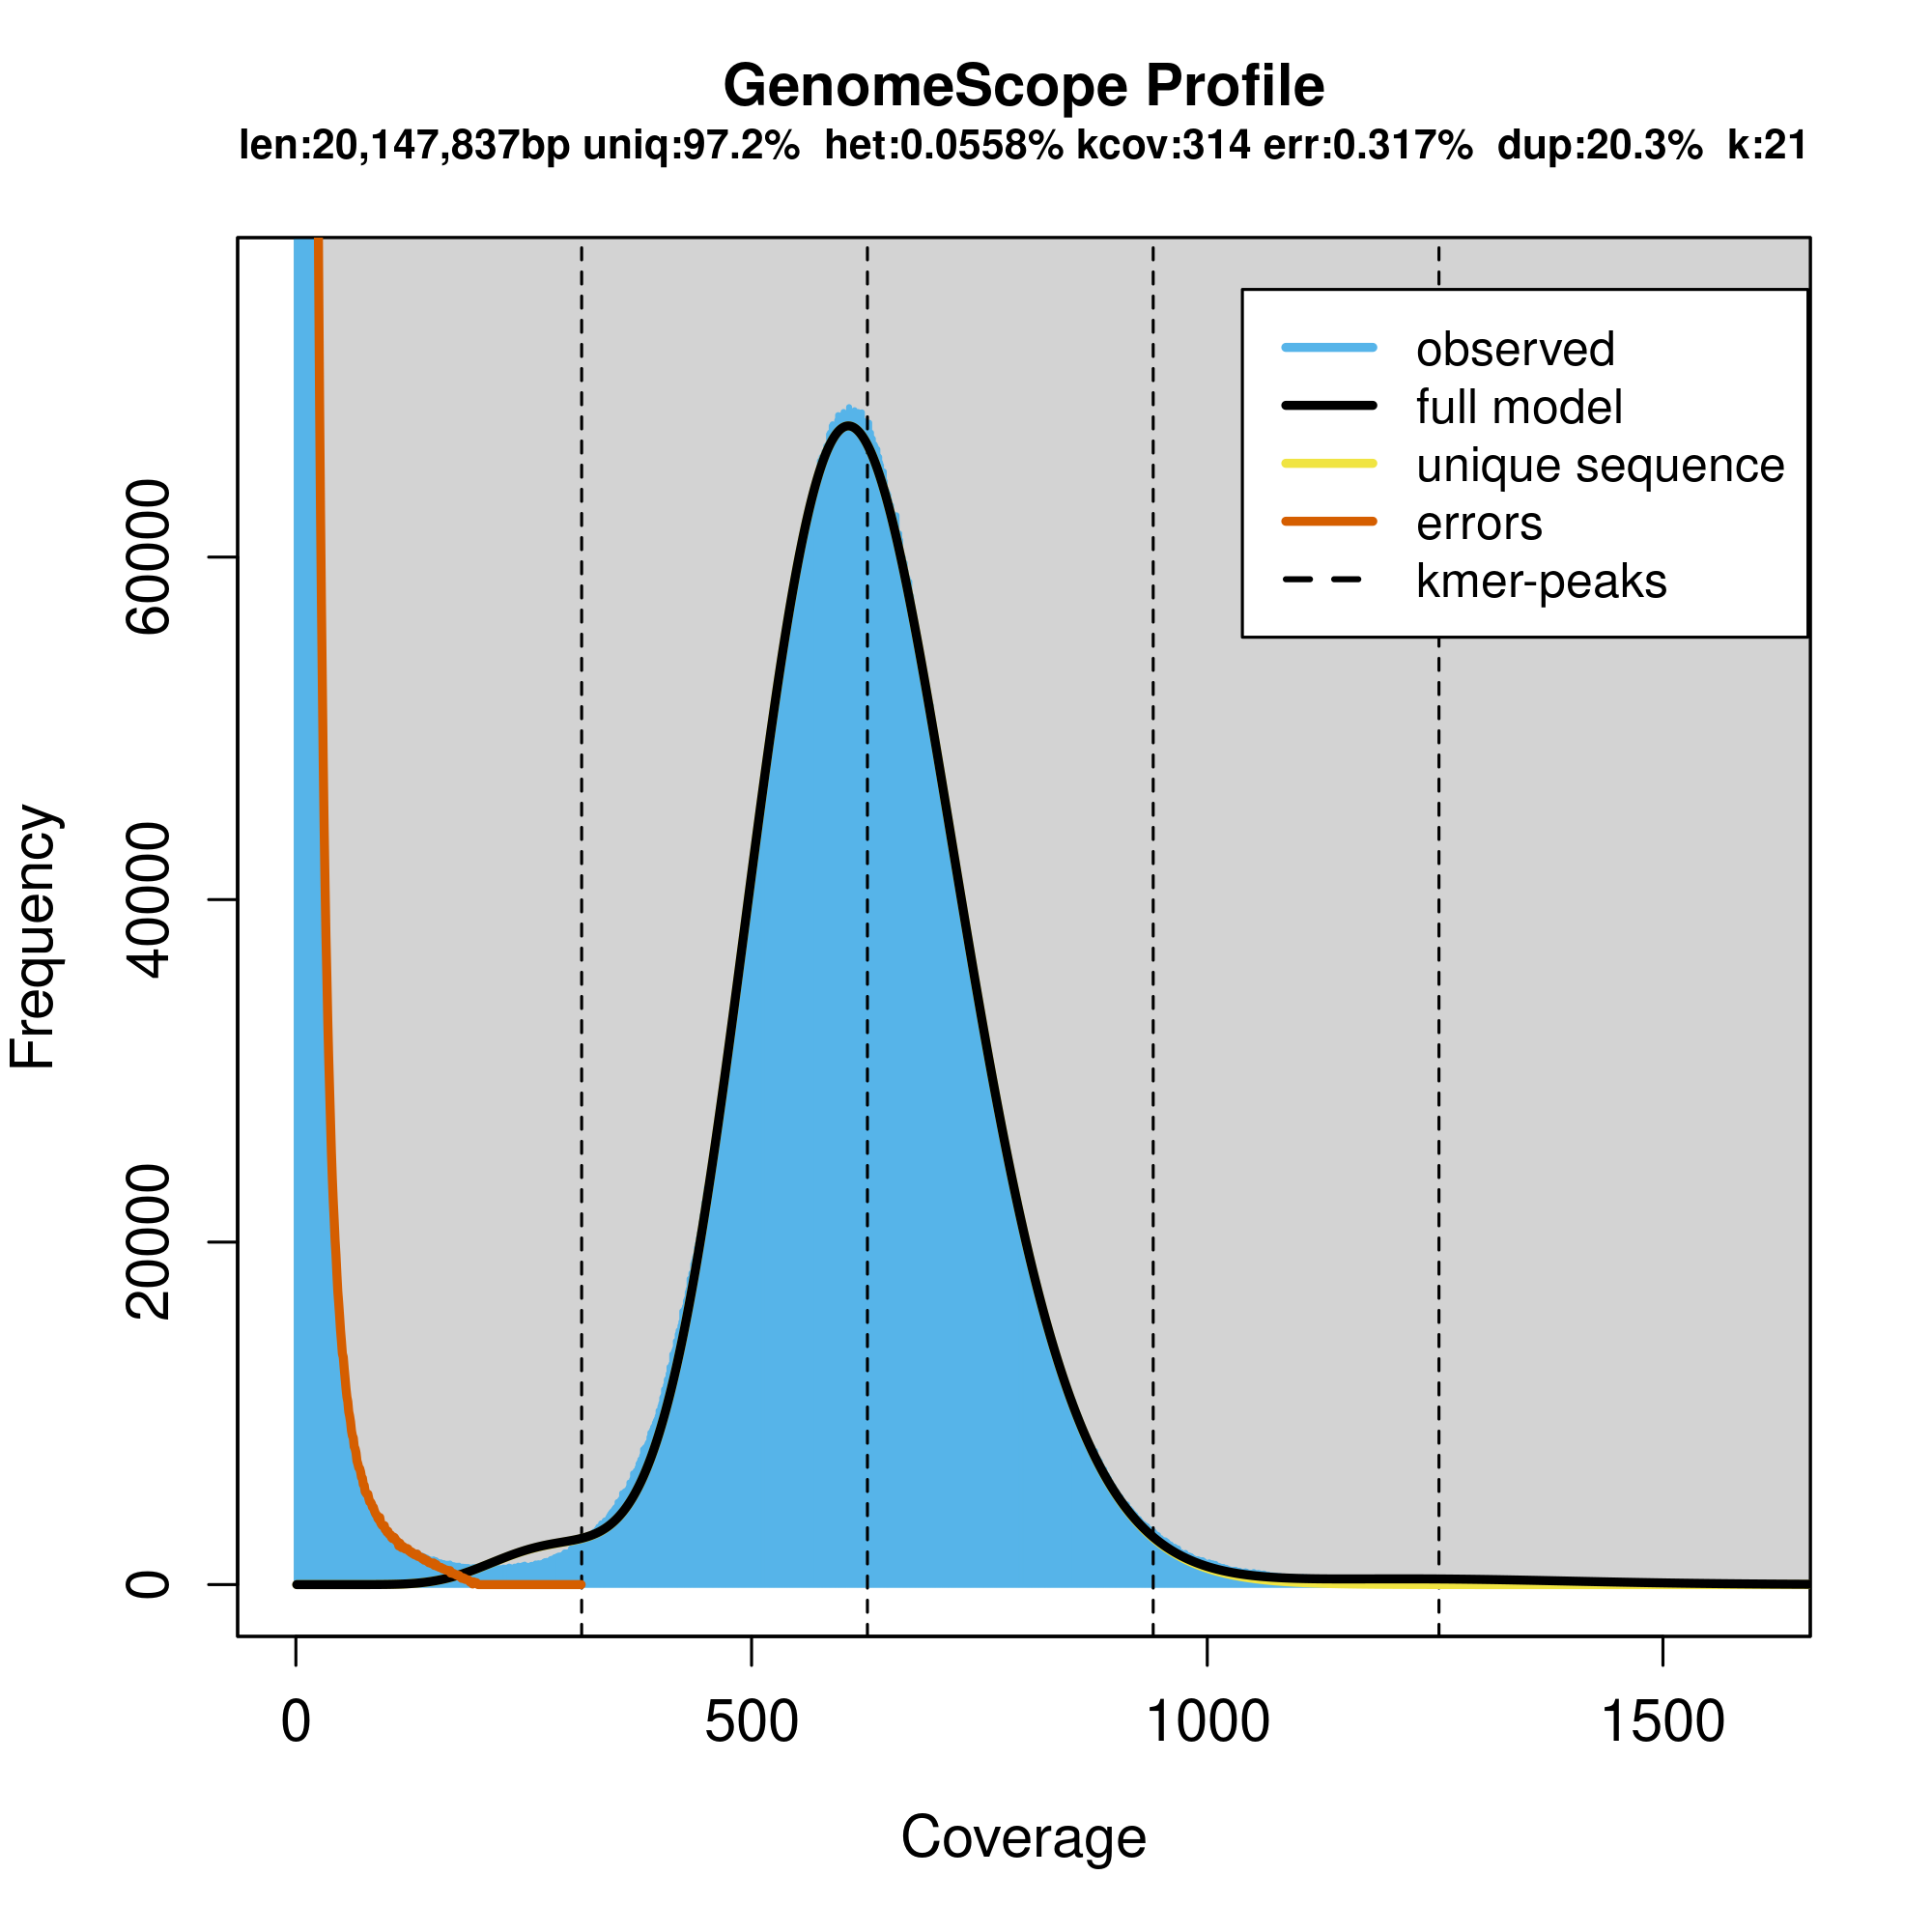 GenomeScope Profile
len:20,147,837bp uniq:97.2% het:0.0558% kcov:314 err:0.317% dup:20.3% k:21
observed
full model
unique sequence
errors
kmer-peaks
Frequency
60000
40000
20000
0
0 500 1000 1500
Coverage